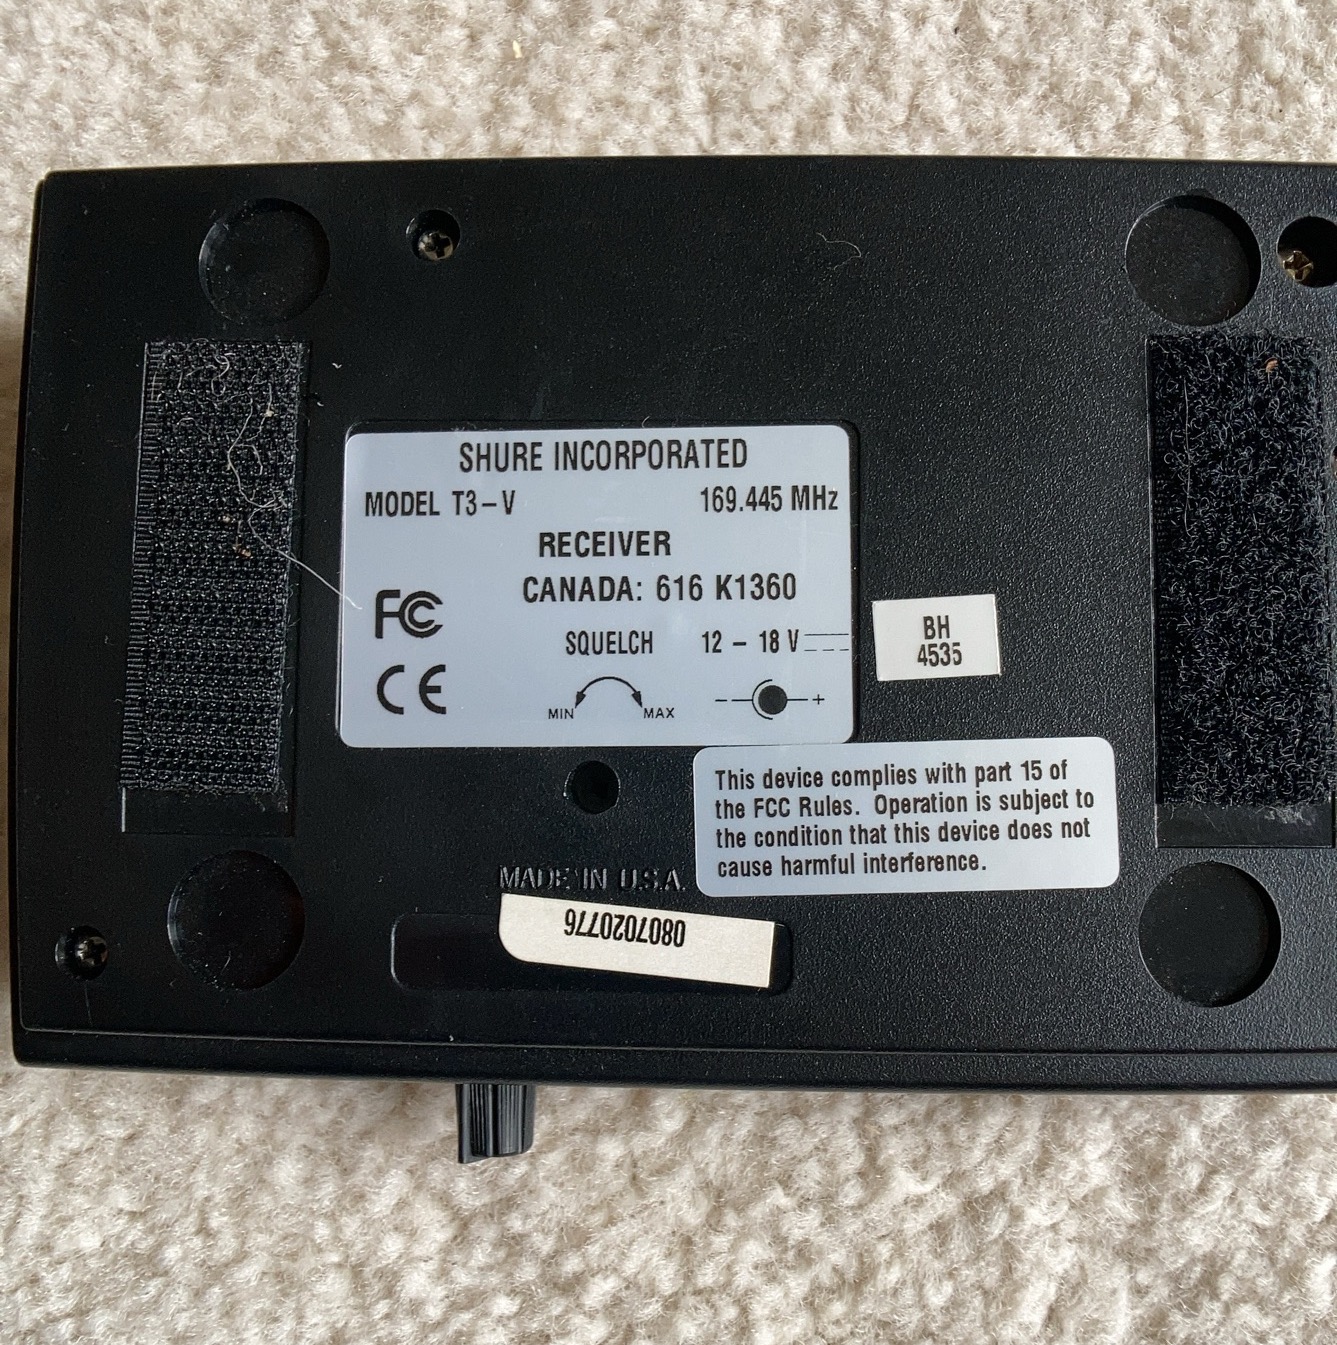 SHURE INCORPORATED
MODEL T3-V 169.445 MHz
RECEIVER
CANADA: 616 K1360
FC
CE
SQUELCH 12 - 18 V
MIN MAX - +
BH
4535
This device complies with part 15 of
the FCC Rules. Operation is subject to
the condition that this device does not
cause harmful interference.
MADE IN U.S.A.
0807020776